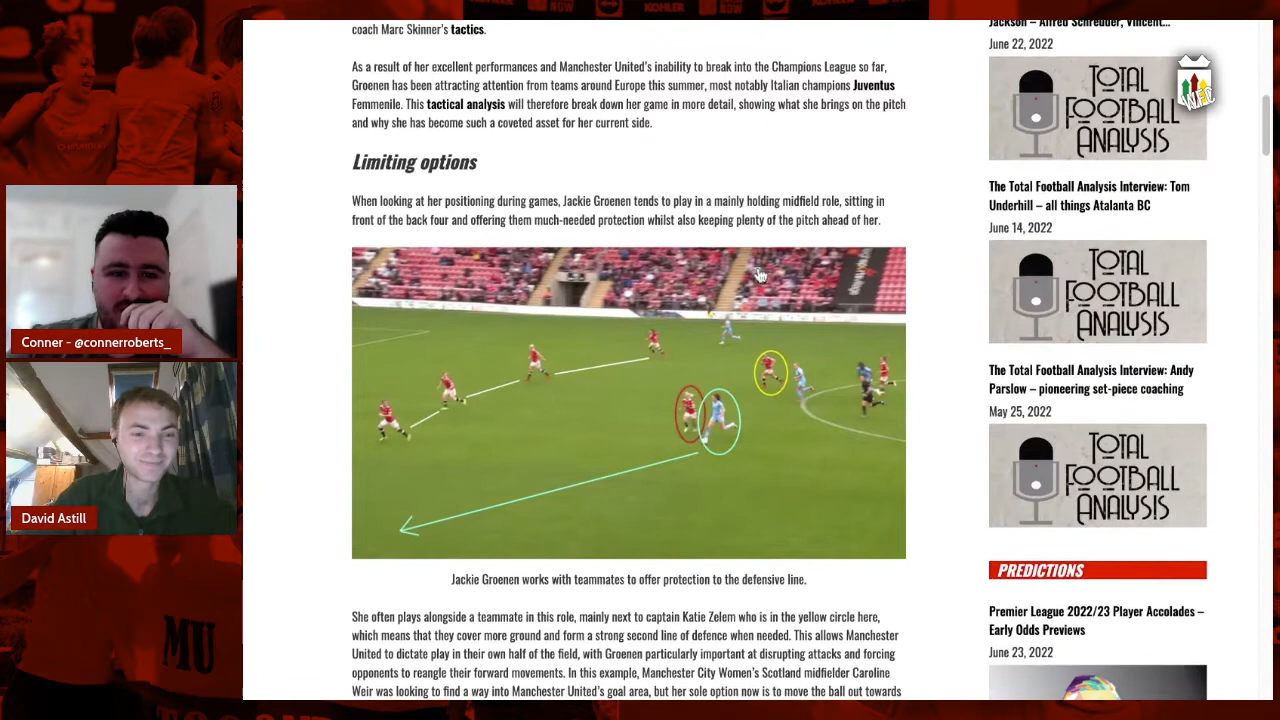 coach Marc Skinner's tactics.
As a result of her excellent performances and Manchester United's inability to break into the Champions League so far,
Groenen has been attracting attention from teams around Europe this summer, most notably Italian champions Juventus
Femmenile. This tactical analysis will therefore break down her game in more detail, showing what she brings on the pitch
and why she has become such a coveted asset for her current side.
Limiting options
When looking at her positioning during games, Jackie Groenen tends to play in a mainly holding midfield role, sitting in
front of the back four and offering them much-needed protection whilst also keeping plenty of the pitch ahead of her.
Jackie Groenen works with teammates to offer protection to the defensive line.
She often plays alongside a teammate in this role, mainly next to captain Katie Zelem who is in the yellow circle here,
which means that they cover more ground and form a strong second line of defence when needed. This allows Manchester
United to dictate play in their own half of the field, with Groenen particularly important at disrupting attacks and forcing
opponents to reangle their forward movements. In this example, Manchester City Women's Scotland midfielder Caroline
Weir was looking to find a way into Manchester United's goal area, but her sole option now is to move the ball out towards
Jackson – Alfred Schreuder, Vincent...
June 22, 2022
TOTAL
FOOTBALL
ANALYSIS
The Total Football Analysis Interview: Tom
Underhill – all things Atalanta BC
June 14, 2022
TOTAL
FOOTBALL
ANALYSIS
The Total Football Analysis Interview: Andy
Parslow – pioneering set-piece coaching
May 25, 2022
TOTAL
FOOTBALL
ANALYSIS
PREDICTIONS
Premier League 2022/23 Player Accolades –
Early Odds Previews
June 23, 2022
Conner - @connerroberts_
David Astill
MU
KOHLER